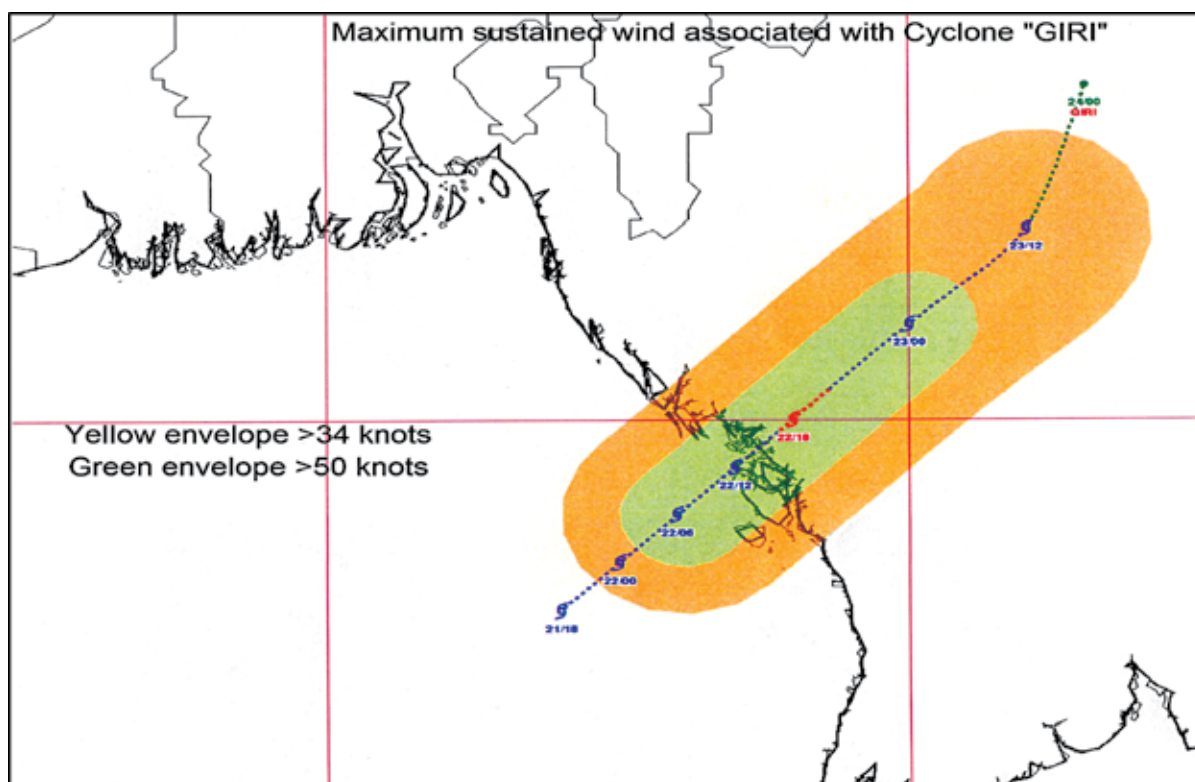 Maximum sustained wind associated with Cyclone "GIRI"
24/00
GIRI
23/12
23/00
Yellow envelope >34 knots
22/18
Green envelope >50 knots
22/12
22/06
22/00
21/18